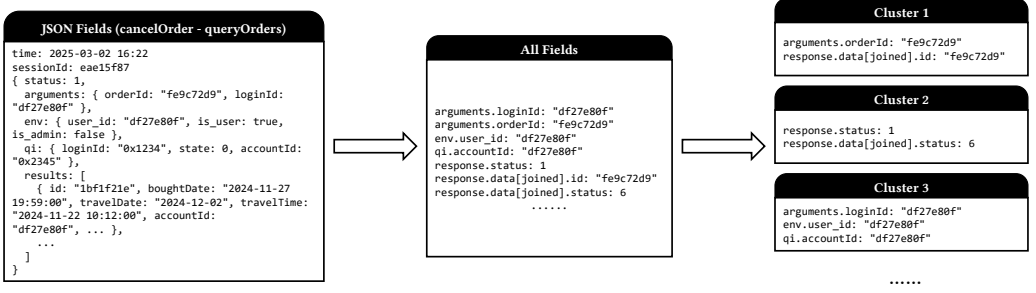 JSON Fields (cancelOrder - queryOrders)
time: 2025-03-02 16:22
sessionId: eae15f87
{ status: 1,
arguments: { orderId: "fe9c72d9", loginId:
"df27e80f" },
env: { user_id: "df27e80f", is_user: true,
is_admin: false },
qi: { loginId: "0x1234", state: 0, accountId:
"0x2345" },
results: [
{ id: "1bf1f21e", boughtDate: "2024-11-27
19:59:00", travelDate: "2024-12-02", travelTime:
"2024-11-22 10:12:00", accountId:
"df27e80f", ... },
...
]
}
All Fields
arguments.loginId: "df27e80f"
arguments.orderId: "fe9c72d9"
env.user_id: "df27e80f"
qi.accountId: "df27e80f"
response.status: 1
response.data[joined].id: "fe9c72d9"
response.data[joined].status: 6
......
Cluster 1
arguments.orderId: "fe9c72d9"
response.data[joined].id: "fe9c72d9"
Cluster 2
response.status: 1
response.data[joined].status: 6
Cluster 3
arguments.loginId: "df27e80f"
env.user_id: "df27e80f"
qi.accountId: "df27e80f"
......